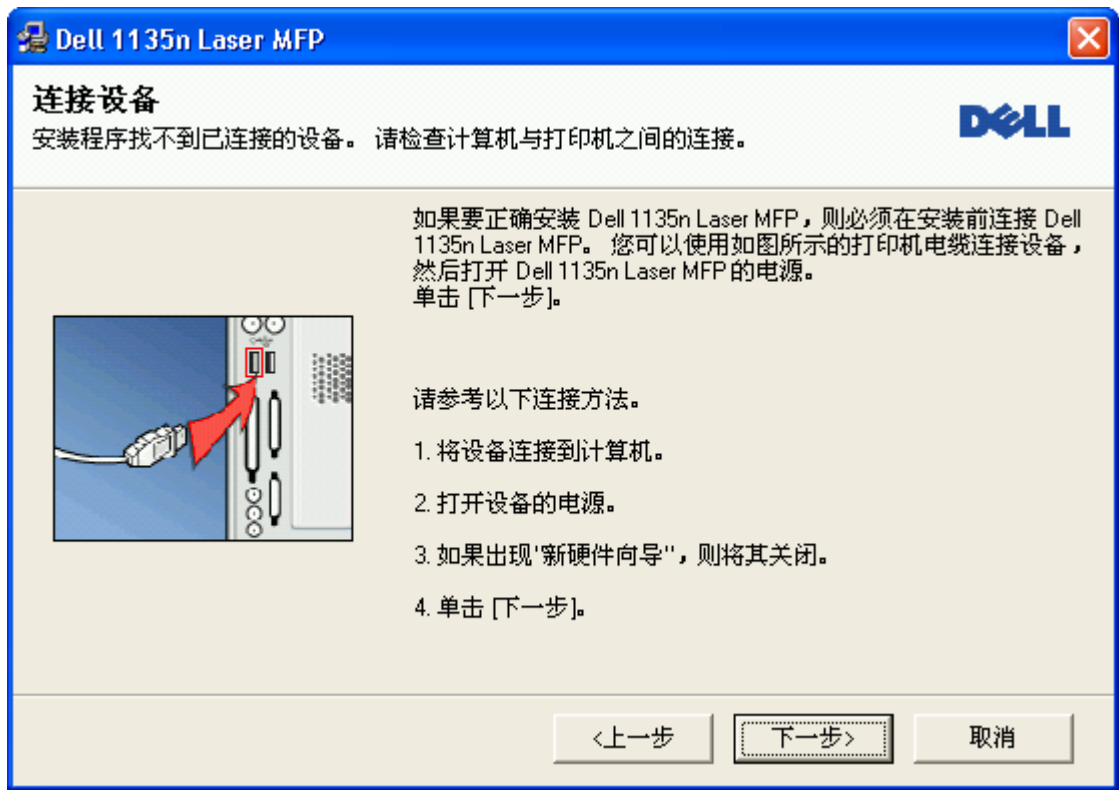 Dell 1135n Laser MFP
连接设备
安装程序找不到已连接的设备。 请检查计算机与打印机之间的连接。
DELL
如果要正确安装 Dell 1135n Laser MFP，则必须在安装前连接 Dell
1135n Laser MFP。 您可以使用如图所示的打印机电缆连接设备，
然后打开 Dell 1135n Laser MFP 的电源。
单击 [下一步]。
请参考以下连接方法。
1. 将设备连接到计算机。
2. 打开设备的电源。
3. 如果出现'新硬件向导"，则将其关闭。
4. 单击 [下一步]。
<上一步
下一步>
取消